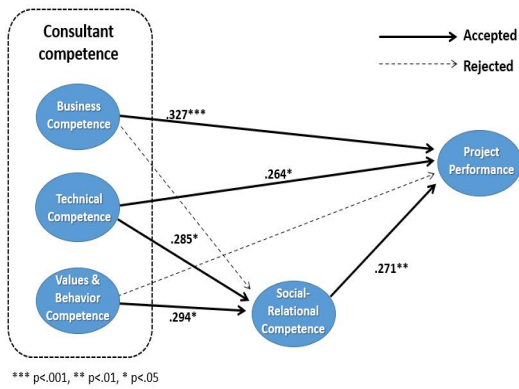 Consultant
competence
Accepted
Rejected
Business
Competence
.327***
Project
Performance
.264*
Technical
Competence
.285*
.271**
Values &
Behavior
Competence
.294*
Social-
Relational
Competence
*** p<.001, ** p<.01, * p<.05